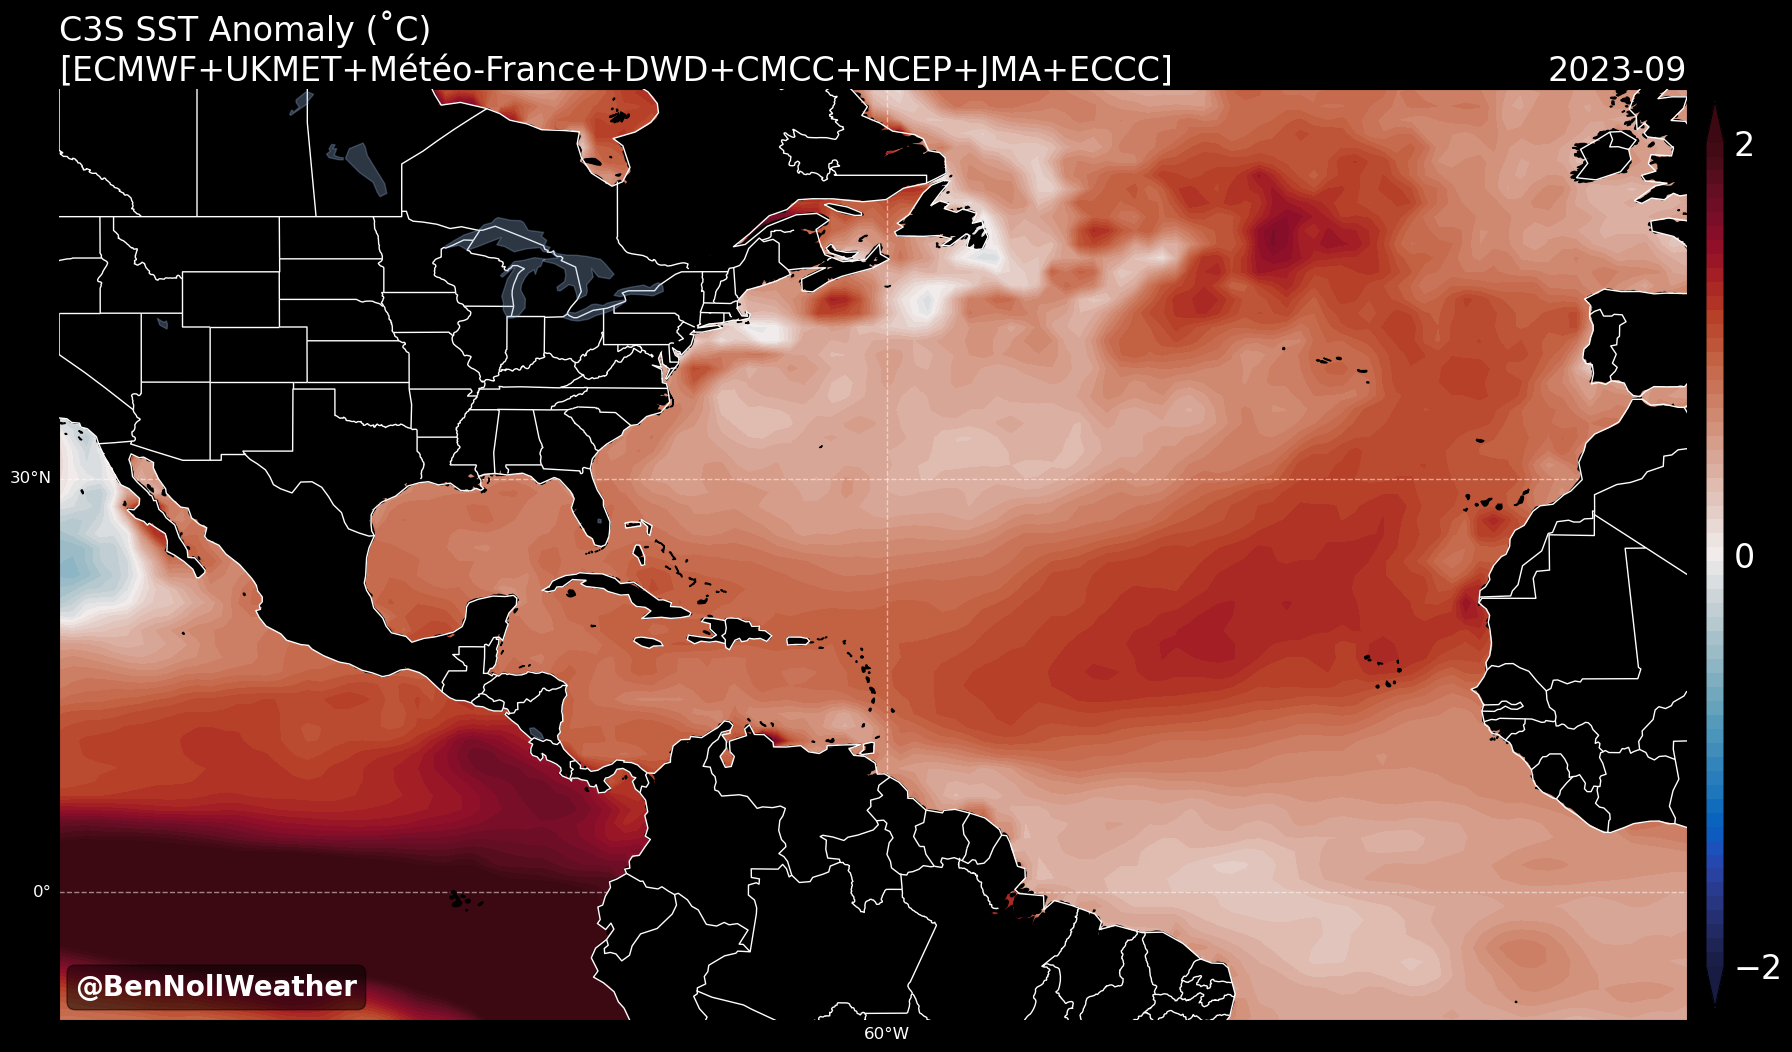 C3S SST Anomaly (˚C)
[ECMWF+UKMET+Météo-France+DWD+CMCC+NCEP+JMA+ECCC]
2023-09
2
30°N
0
0°
−2
@BenNollWeather
60°W